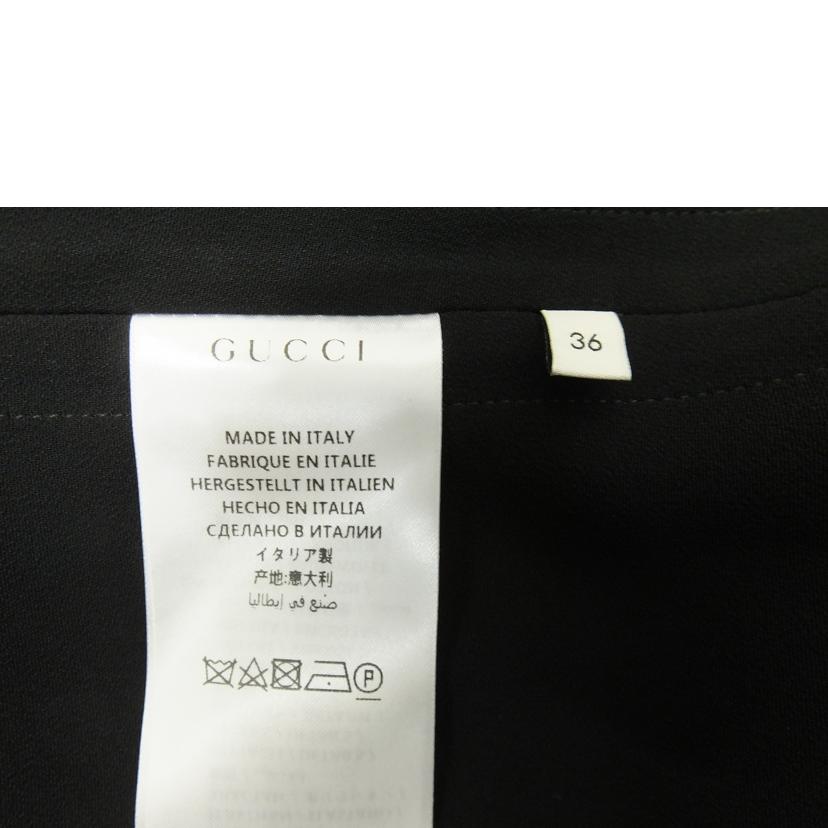 GUCCI
36
MADE IN ITALY
FABRIQUE EN ITALIE
HERGESTELLT IN ITALIEN
HECHO EN ITALIA
СДЕЛАНО В ИТАЛИИ
イタリア製
产地:意大利
صنع في إيطاليا
P